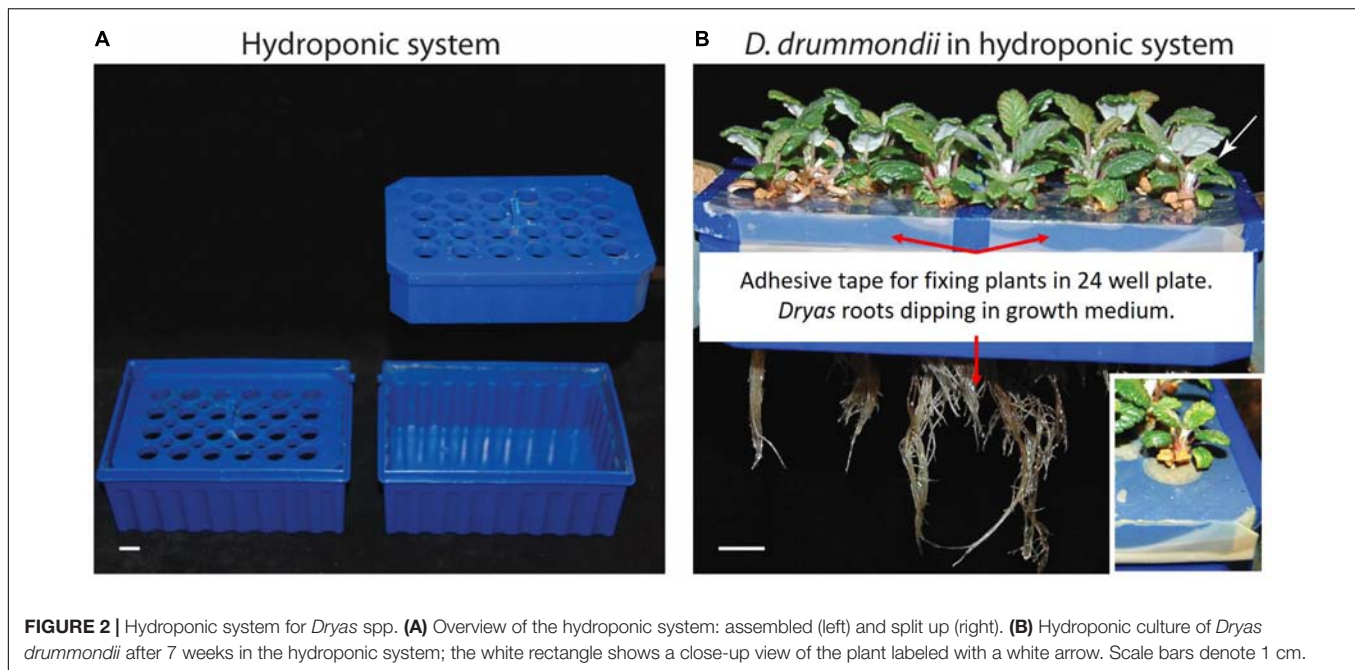 A
Hydroponic system
B
D. drummondii in hydroponic system
Adhesive tape for fixing plants in 24 well plate.
Dryas roots dipping in growth medium.
FIGURE 2 | Hydroponic system for Dryas spp. (A) Overview of the hydroponic system: assembled (left) and split up (right). (B) Hydroponic culture of Dryas
drummondii after 7 weeks in the hydroponic system; the white rectangle shows a close-up view of the plant labeled with a white arrow. Scale bars denote 1 cm.